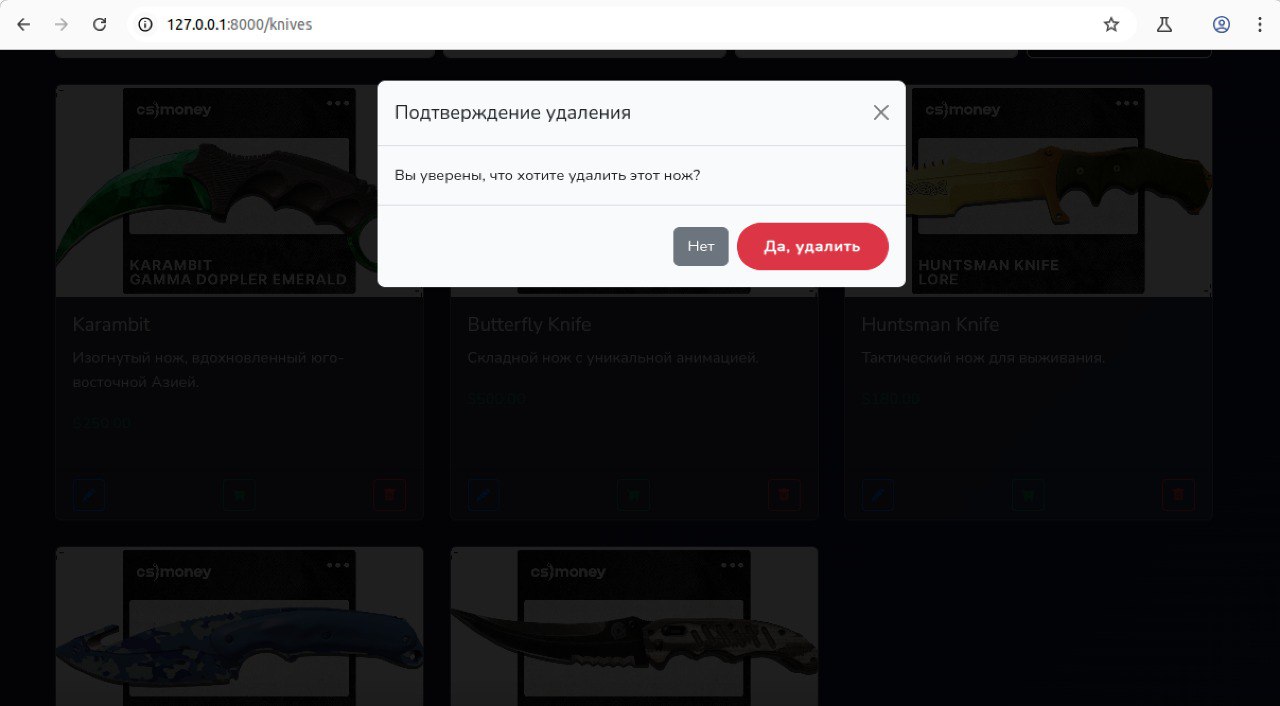 127.0.0.1:8000/knives
Подтверждение удаления
Вы уверены, что хотите удалить этот нож?
Нет
Да, удалить
cs}money
KARAMBIT
GAMMA DOPPLER EMERALD
Karambit
Изогнутый нож, вдохновленный юго-
восточной Азией.
$250.00
Butterfly Knife
Складной нож с уникальной анимацией.
$500.00
cs}money
HUNTSMAN KNIFE
LORE
Huntsman Knife
Тактический нож для выживания.
$180.00
cs}money
cs}money